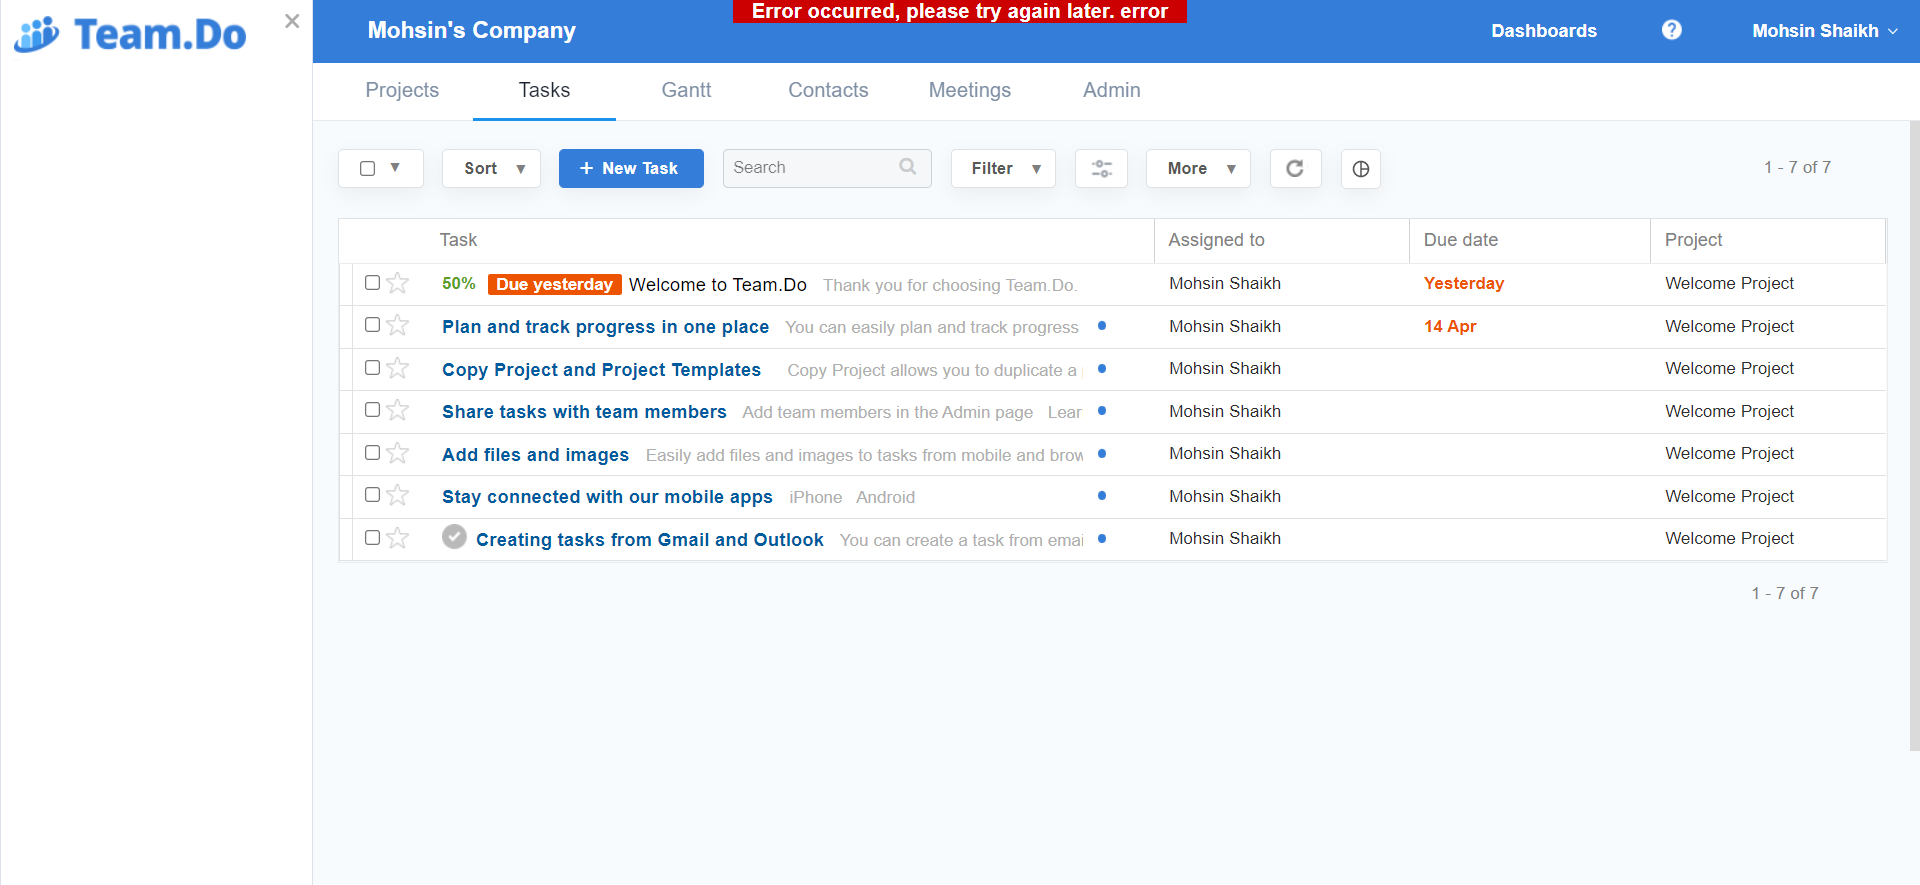 Team.Do
Mohsin's Company
Error occurred, please try again later. error
Dashboards
Mohsin Shaikh
Projects
Tasks
Gantt
Contacts
Meetings
Admin
Sort
+ New Task
Search
Filter
More
1 - 7 of 7
Task Assigned to Due date Project
50% Due yesterday Welcome to Team.Do Thank you for choosing Team.Do. Mohsin Shaikh Yesterday Welcome Project
Plan and track progress in one place You can easily plan and track progress Mohsin Shaikh 14 Apr Welcome Project
Copy Project and Project Templates Copy Project allows you to duplicate a Mohsin Shaikh Welcome Project
Share tasks with team members Add team members in the Admin page Lear Mohsin Shaikh Welcome Project
Add files and images Easily add files and images to tasks from mobile and brow Mohsin Shaikh Welcome Project
Stay connected with our mobile apps iPhone Android Mohsin Shaikh Welcome Project
Creating tasks from Gmail and Outlook You can create a task from emai Mohsin Shaikh Welcome Project
1 - 7 of 7